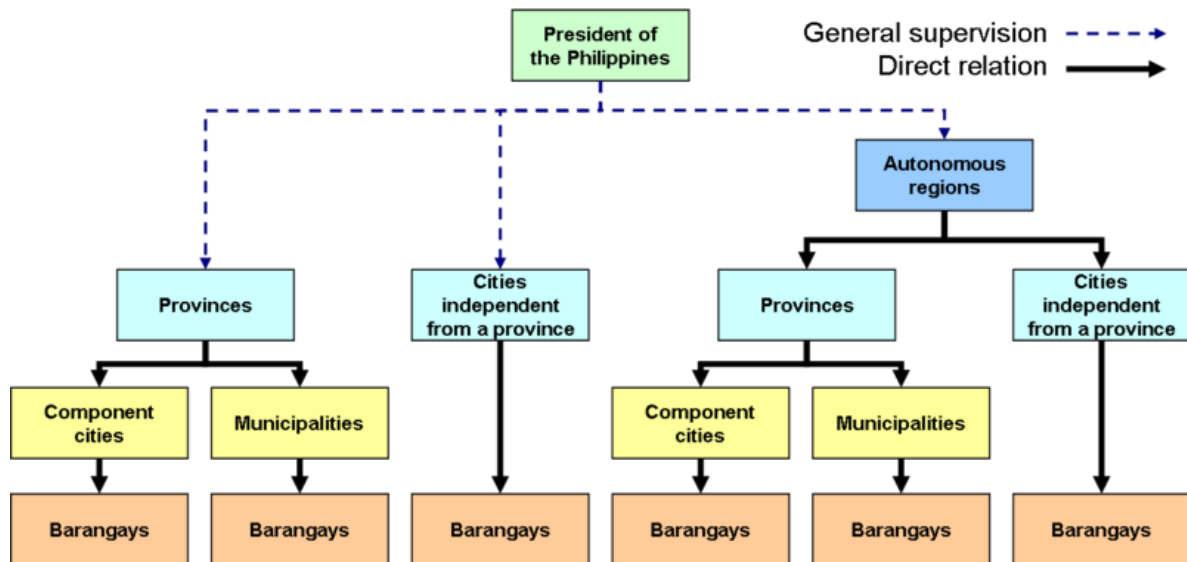 President of
the Philippines
General supervision
Direct relation
Autonomous
regions
Provinces
Cities
independent
from a province
Provinces
Cities
independent
from a province
Component
cities
Municipalities
Component
cities
Municipalities
Barangays
Barangays
Barangays
Barangays
Barangays
Barangays